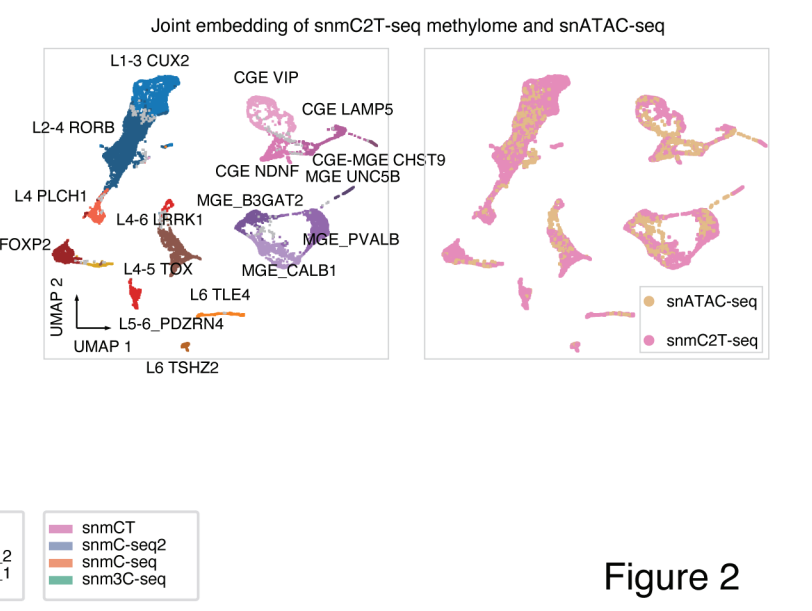 Joint embedding of snmC2T-seq methylome and snATAC-seq
L1-3 CUX2
CGE VIP
CGE LAMP5
L2-4 RORB
CGE-MGE CHST9
CGE NDNF
MGE UNC5B
L4 PLCH1
MGE_B3GAT2
L4-6 LRRK1
FOXP2
MGE_PVALB
L4-5 TOX
MGE_CALB1
L6 TLE4
L5-6_PDZRN4
L6 TSHZ2
UMAP 2
UMAP 1
snATAC-seq
snmC2T-seq
_2
_1
snmCT
snmC-seq2
snmC-seq
snm3C-seq
Figure 2